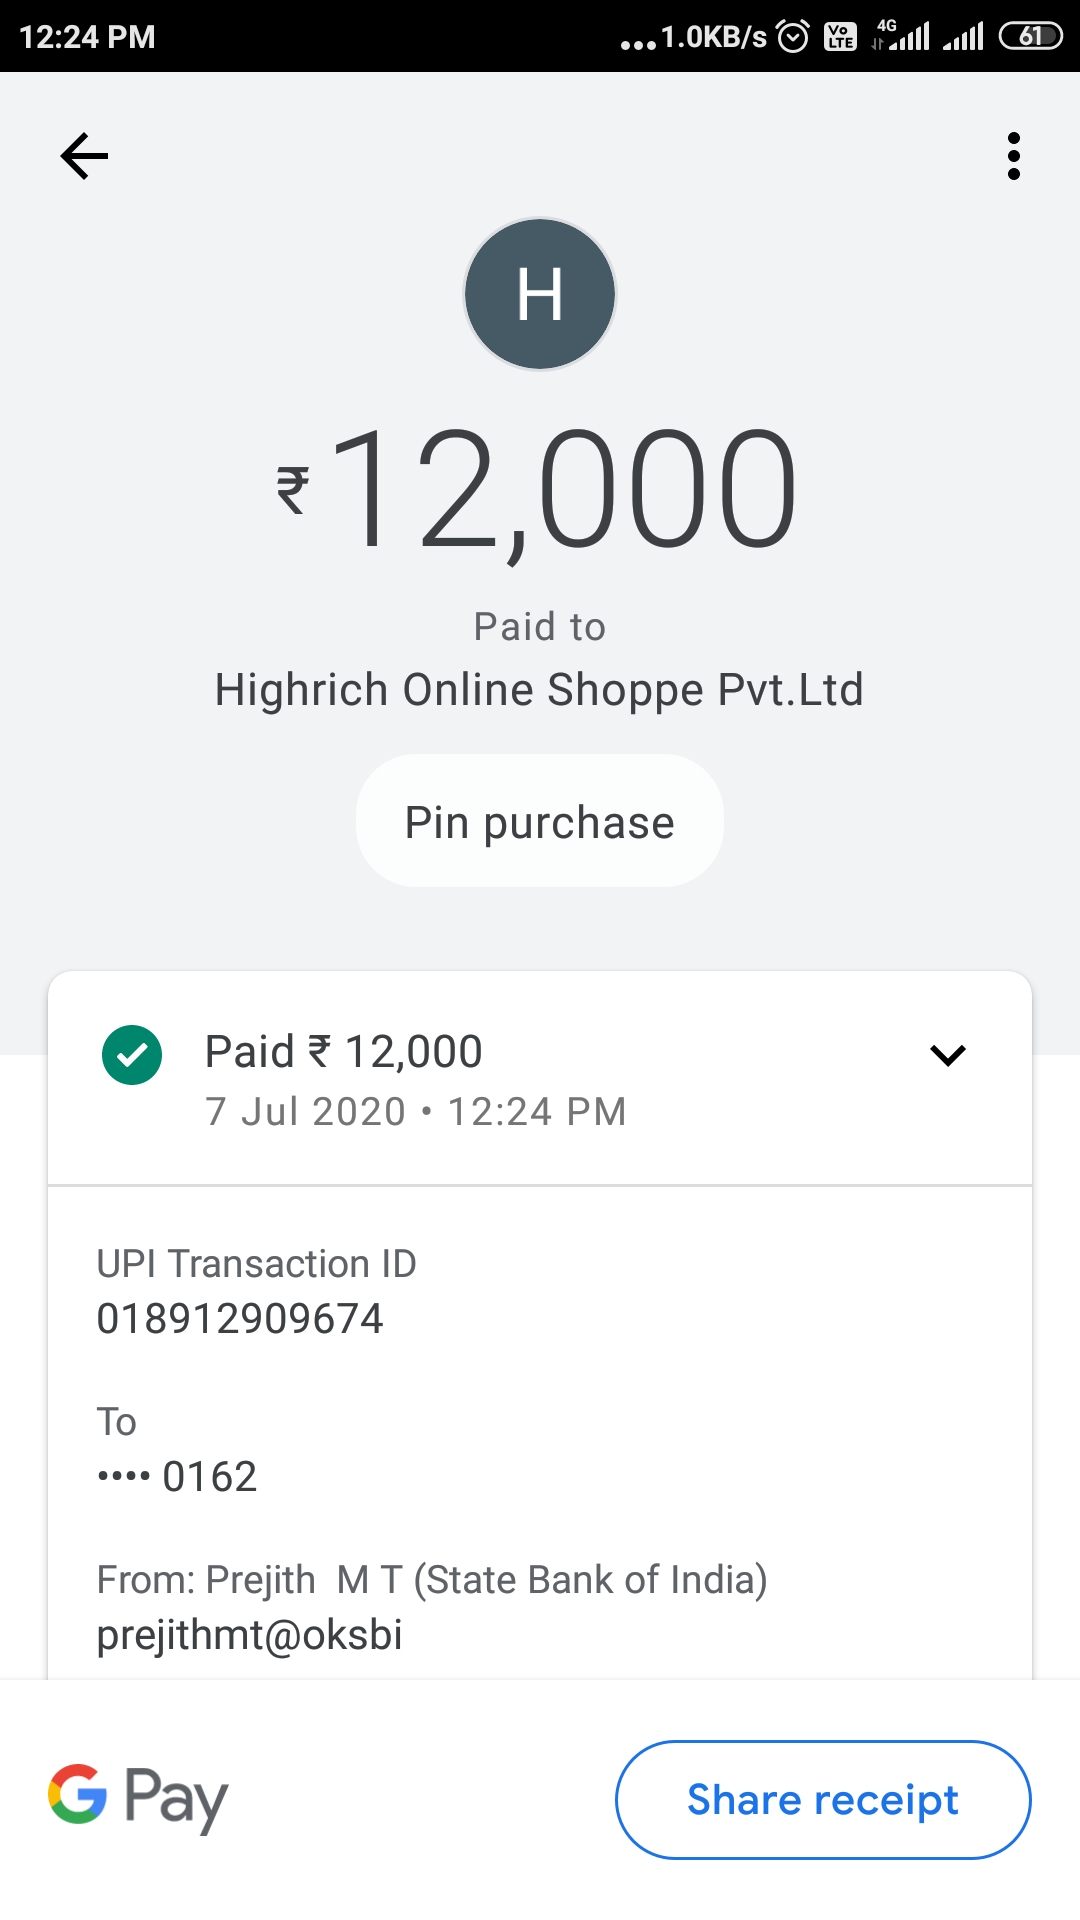 12:24 PM
...1.0KB/s Vo LTE 4G 61
H
₹12,000
Paid to
Highrich Online Shoppe Pvt.Ltd
Pin purchase
Paid ₹ 12,000
7 Jul 2020 • 12:24 PM
UPI Transaction ID
018912909674
To
•••• 0162
From: Prejith  M T (State Bank of India)
prejithmt@oksbi
G Pay
Share receipt